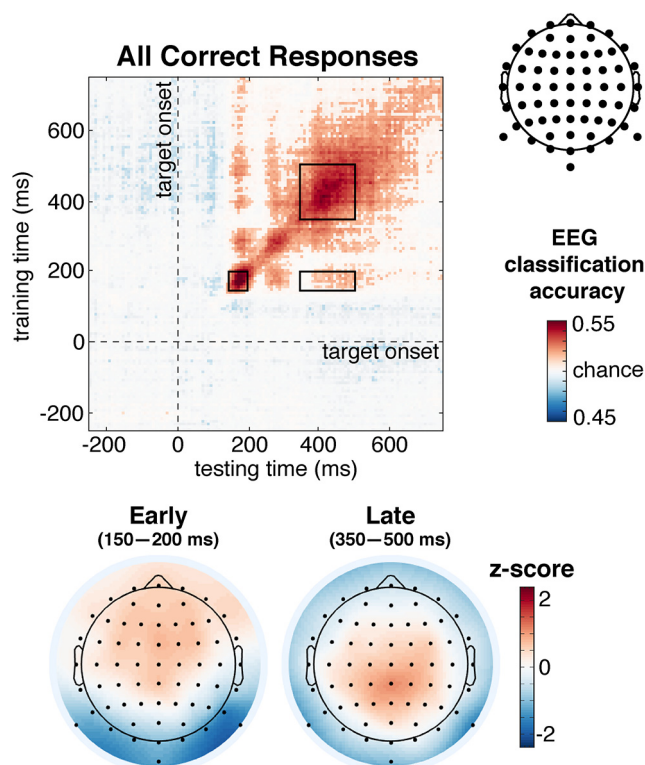 All Correct Responses
target onset
training time (ms)
600
400
200
0
-200
target onset
-200
0
200
400
600
testing time (ms)
EEG
classification
accuracy
0.55
chance
0.45
Early
(150—200 ms)
Late
(350—500 ms)
z-score
2
0
-2